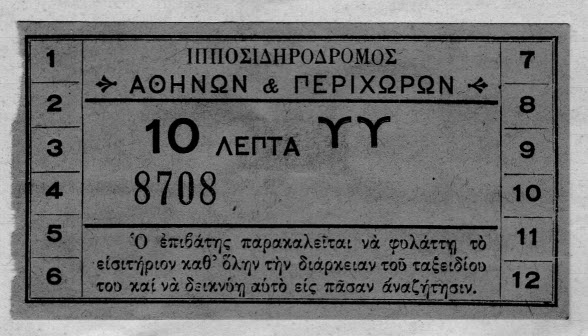 ΙΠΠΟΣΙΔΗΡΟΔΡΟΜΟΣ
ΑΘΗΝΩΝ & ΠΕΡΙΧΩΡΩΝ
10 ΛΕΠΤΑ ϒϒ
8708
Ὁ ἐπιβάτης παρακαλεῖται νὰ φυλάττῃ τὸ
εἰσιτήριον καθ' ὅλην τὴν διάρκειαν τοῦ ταξειδίου
του καὶ νὰ δεικνύῃ αὐτὸ εἰς πᾶσαν ἀναζήτησιν.
1
2
3
4
5
6
7
8
9
10
11
12